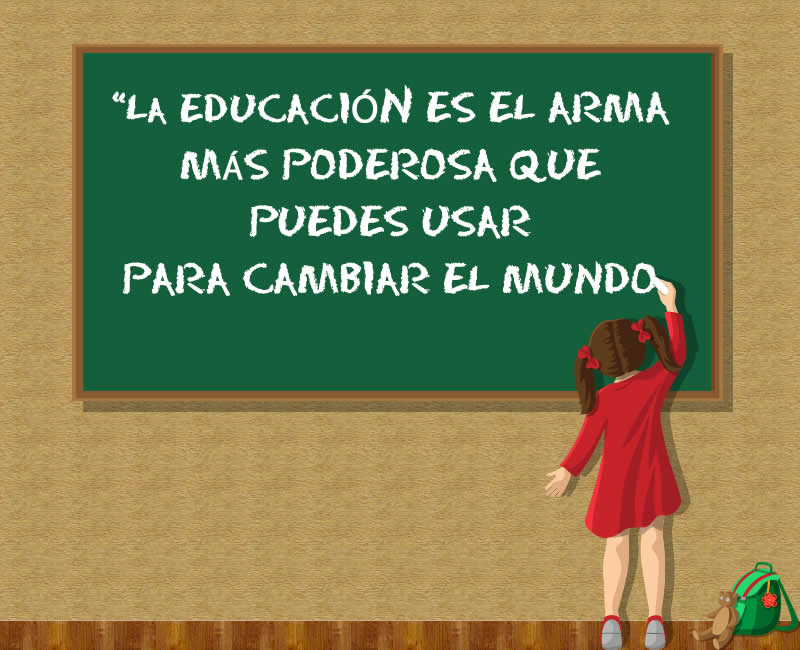 “LA EDUCACIÓN ES EL ARMA
MÁS PODEROSA QUE
PUEDES USAR
PARA CAMBIAR EL MUNDO